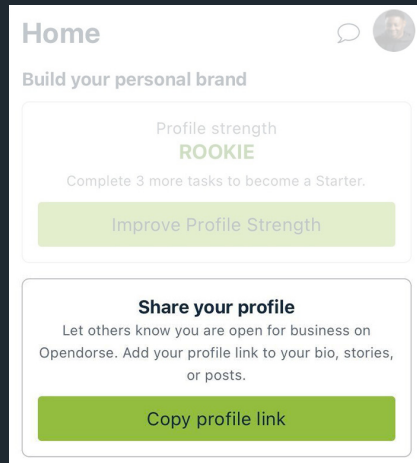 Home
Build your personal brand
Profile strength
ROOKIE
Complete 3 more tasks to become a Starter.
Improve Profile Strength
Share your profile
Let others know you are open for business on
Opendorse. Add your profile link to your bio, stories,
or posts.
Copy profile link